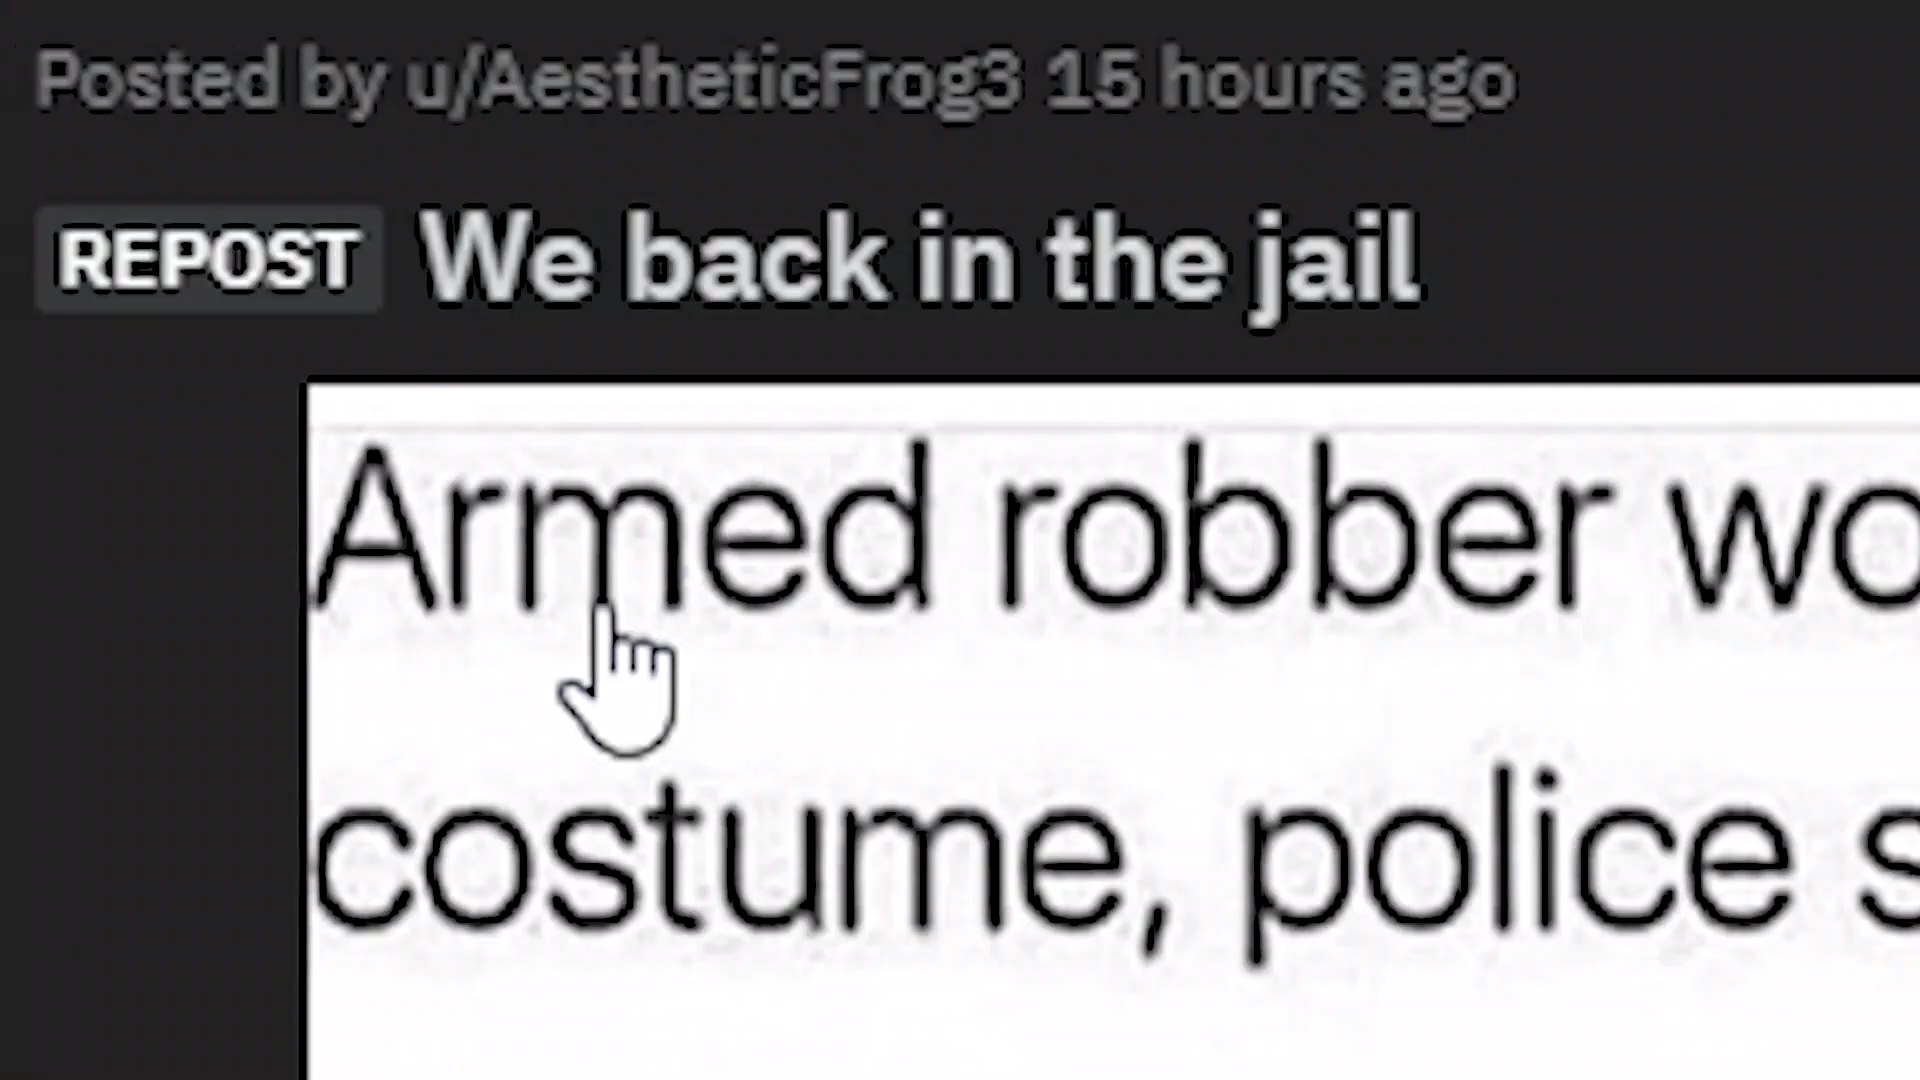 Posted by u/AestheticFrog3 15 hours ago
REPOST We back in the jail
Armed robber wo
costume, police s